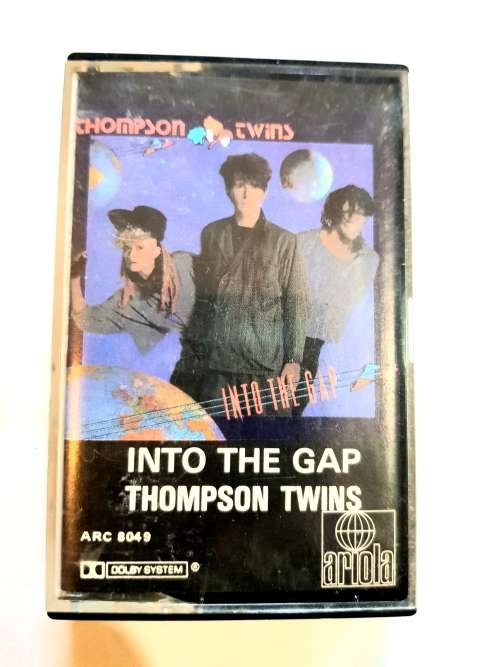 THOMPSON TWINS
INTO THE GAP
INTO THE GAP
THOMPSON TWINS
ARC 8049
DOLBY SYSTEM ®
ariola